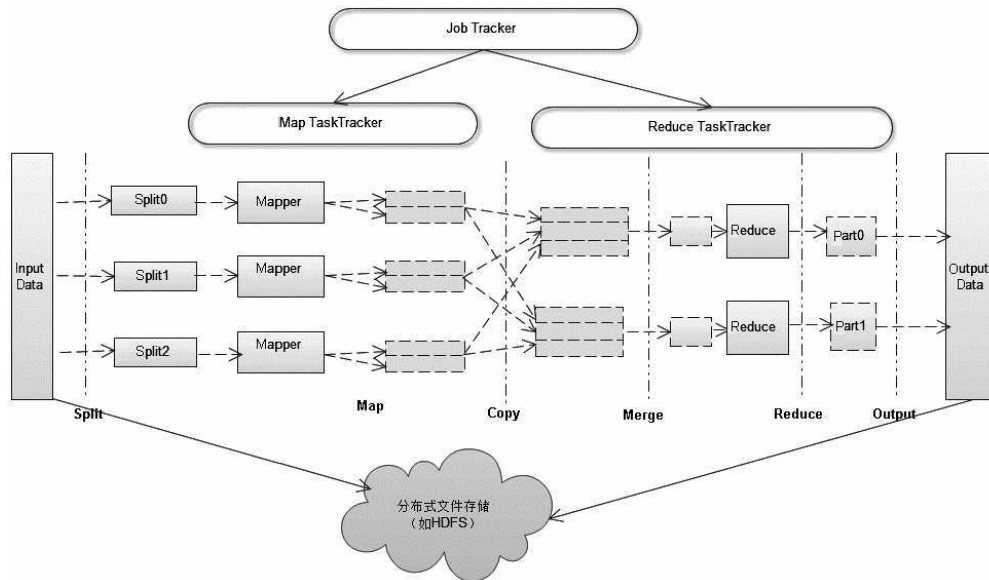 Job Tracker
Map TaskTracker
Reduce TaskTracker
Input
Data
Split0
Mapper
Split1
Mapper
Split2
Mapper
Reduce
Part0
Reduce
Part1
Output
Data
Split
Map
Copy
Merge
Reduce
Output
分布式文件存储
（如HDFS）